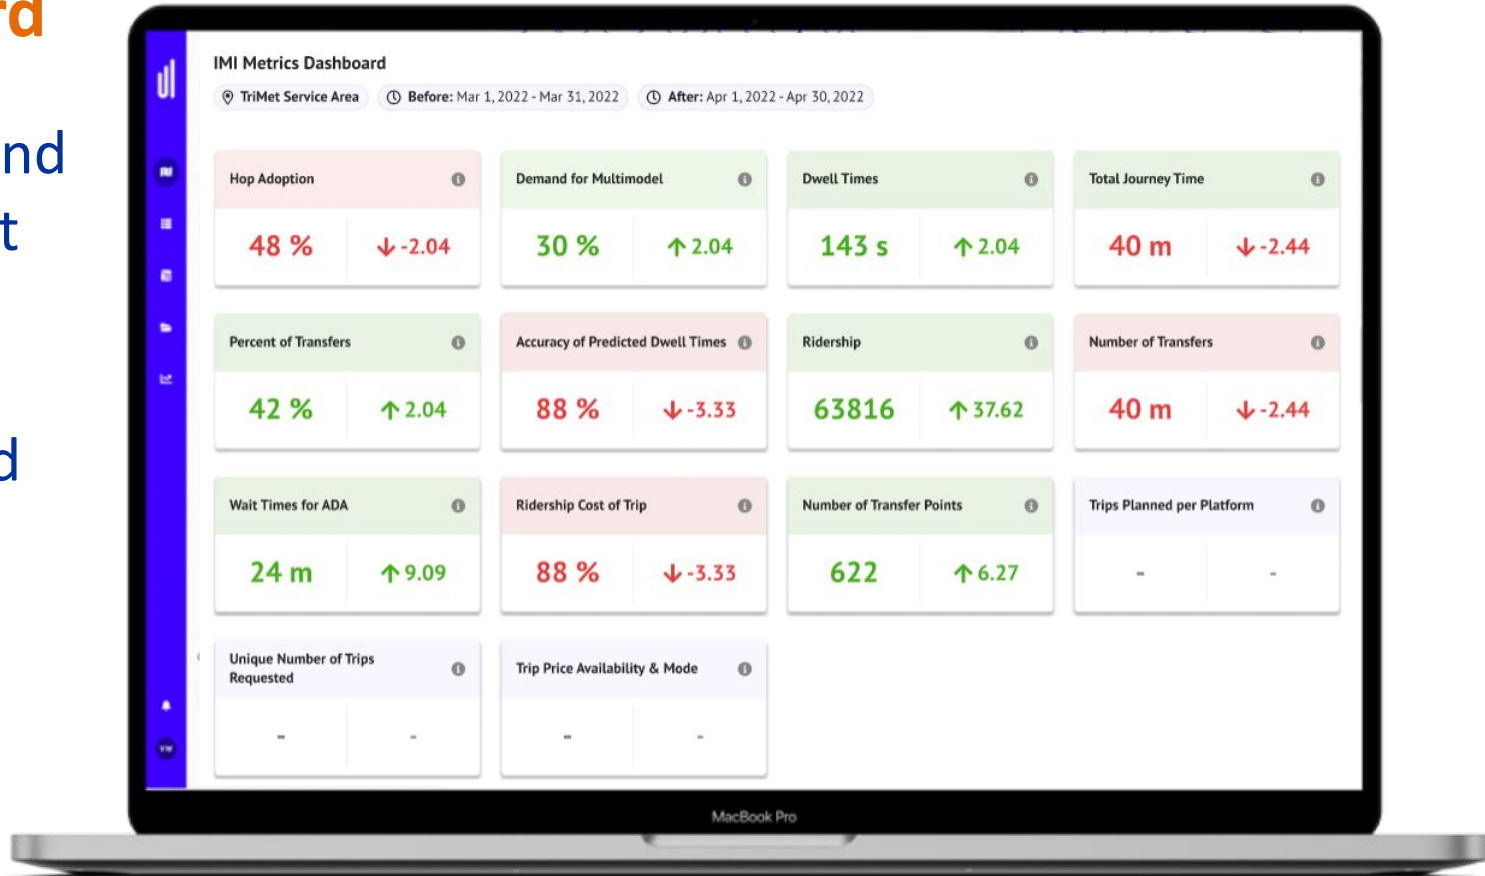 rd
nd
t
d
IMI Metrics Dashboard
TriMet Service Area Before: Mar 1, 2022 - Mar 31, 2022 After: Apr 1, 2022 - Apr 30, 2022
Hop Adoption
48 % -2.04
Demand for Multimodel
30 % 2.04
Dwell Times
143 s 2.04
Total Journey Time
40 m -2.44
Percent of Transfers
42 % 2.04
Accuracy of Predicted Dwell Times
88 % -3.33
Ridership
63816 37.62
Number of Transfers
40 m -2.44
Wait Times for ADA
24 m 9.09
Ridership Cost of Trip
88 % -3.33
Number of Transfer Points
622 6.27
Trips Planned per Platform
- -
Unique Number of Trips
Requested
- -
Trip Price Availability & Mode
- -
MacBook Pro